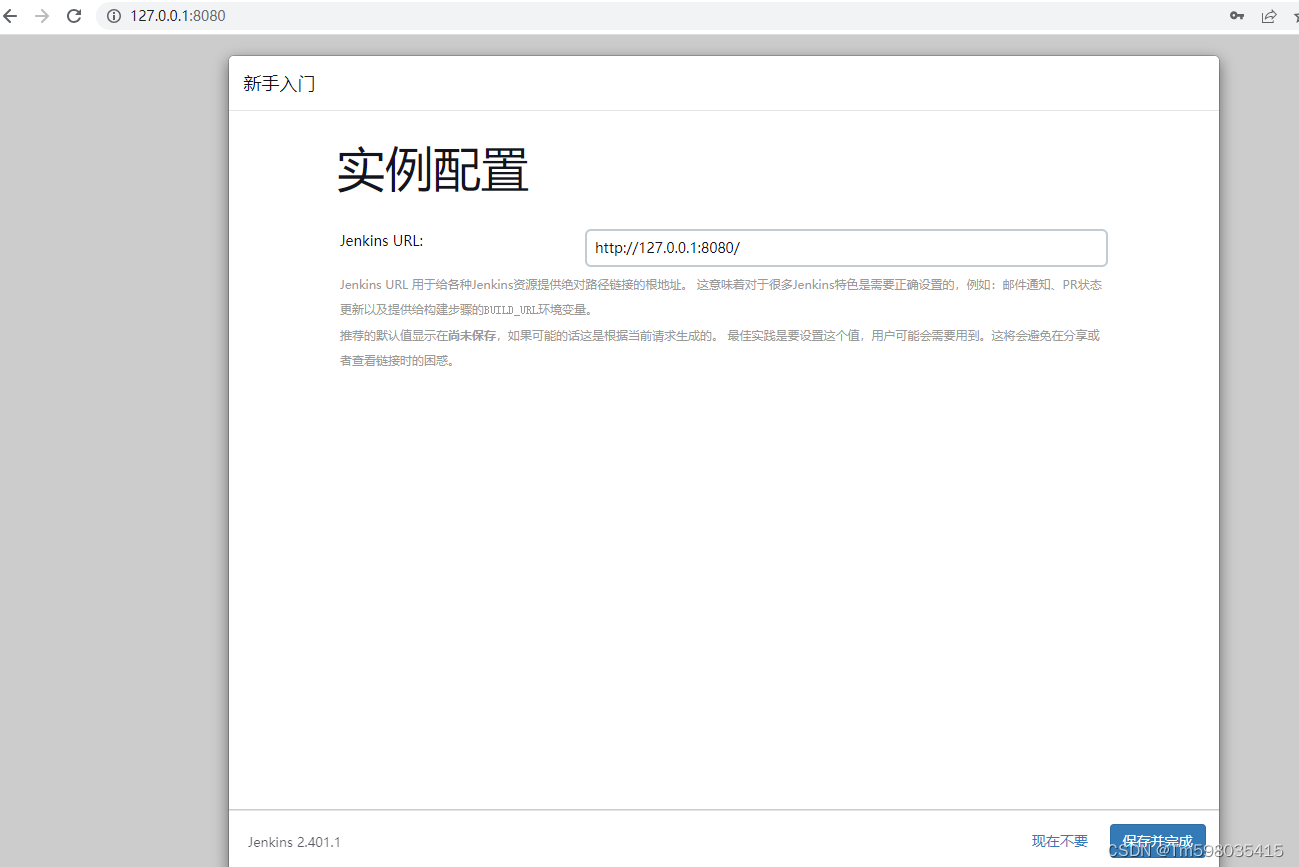 127.0.0.1:8080
新手入门
实例配置
Jenkins URL:
http://127.0.0.1:8080/
Jenkins URL 用于给各种Jenkins资源提供绝对路径链接的根地址。 这意味着对于很多Jenkins特色是需要正确设置的，例如：邮件通知、PR状态
更新以及提供给构建步骤的BUILD_URL环境变量。
推荐的默认值显示在尚未保存，如果可能的话这是根据当前请求生成的。 最佳实践是要设置这个值，用户可能会需要用到。这将会避免在分享或
者查看链接时的困惑。
Jenkins 2.401.1
现在不要
保存并完成
CSDN @Tm598035415